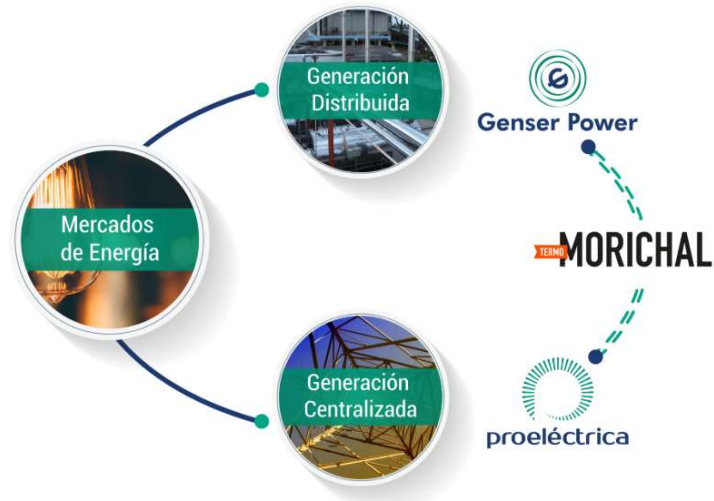 Generación
Distribuida
Genser Power
Mercados
de Energía
TERMO
MORICHAL
Generación
Centralizada
proeléctrica